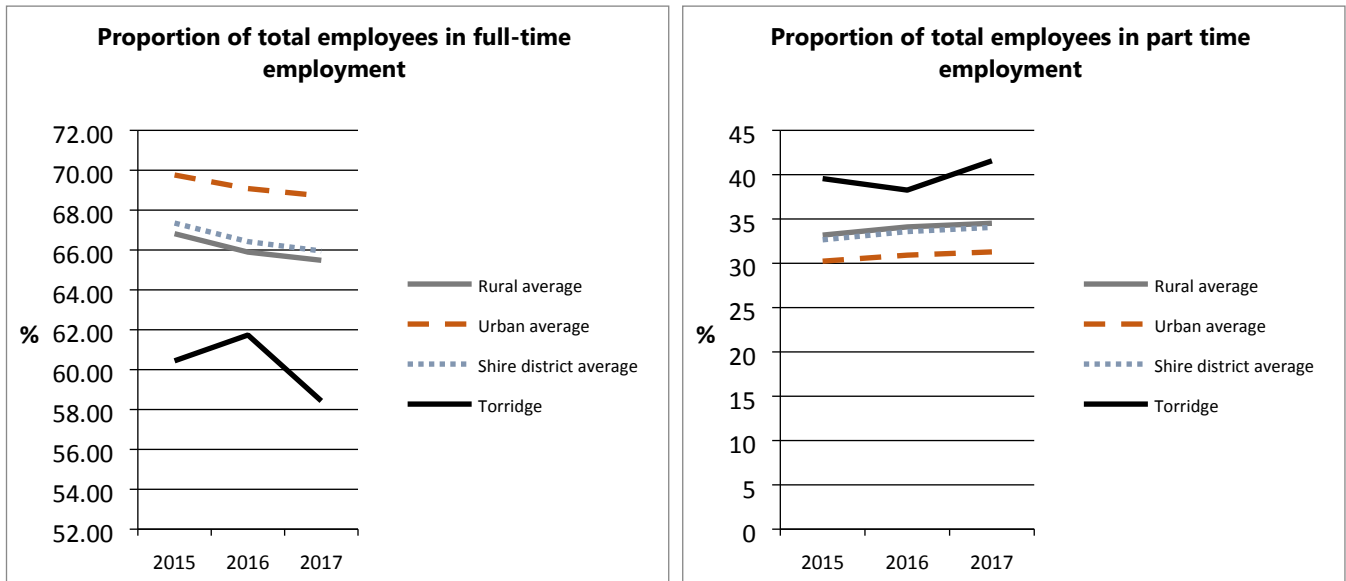 Proportion of total employees in full-time
employment
72.00
70.00
68.00
66.00
64.00
62.00
60.00
58.00
56.00
54.00
52.00
%
2015 2016 2017
Rural average
Urban average
Shire district average
Torridge
Proportion of total employees in part time
employment
45
40
35
30
25
20
15
10
5
0
%
2015 2016 2017
Rural average
Urban average
Shire district average
Torridge